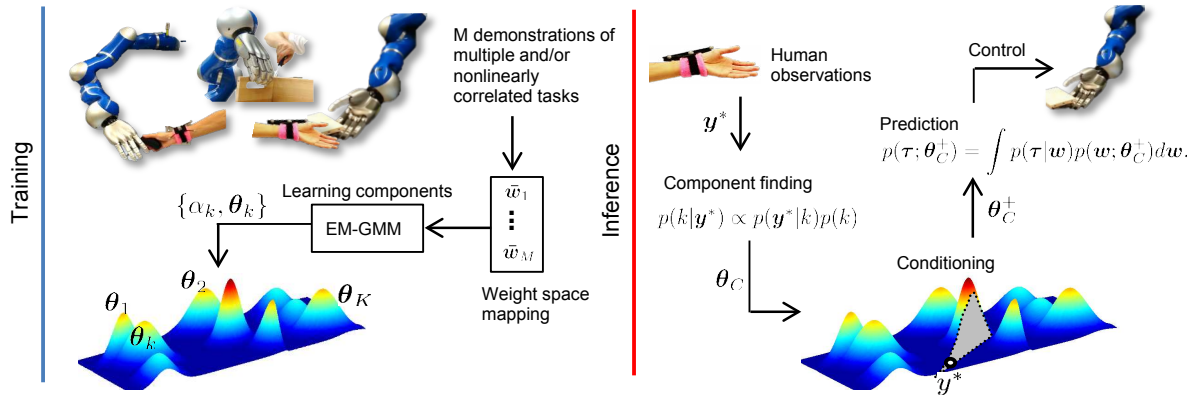 Training
M demonstrations of
multiple and/or
nonlinearly
correlated tasks
Learning components
{α_k, θ_k}
EM-GMM
w̄_1
⋮
w̄_M
Weight space
mapping
θ_1
θ_k
θ_2
θ_K
Inference
Human
observations
y*
Component finding
p(k|y*) ∝ p(y*|k)p(k)
θ_C
Control
Prediction
p(τ; θ_C^+) = ∫ p(τ|w)p(w; θ_C^+)dw.
θ_C^+
Conditioning
y*